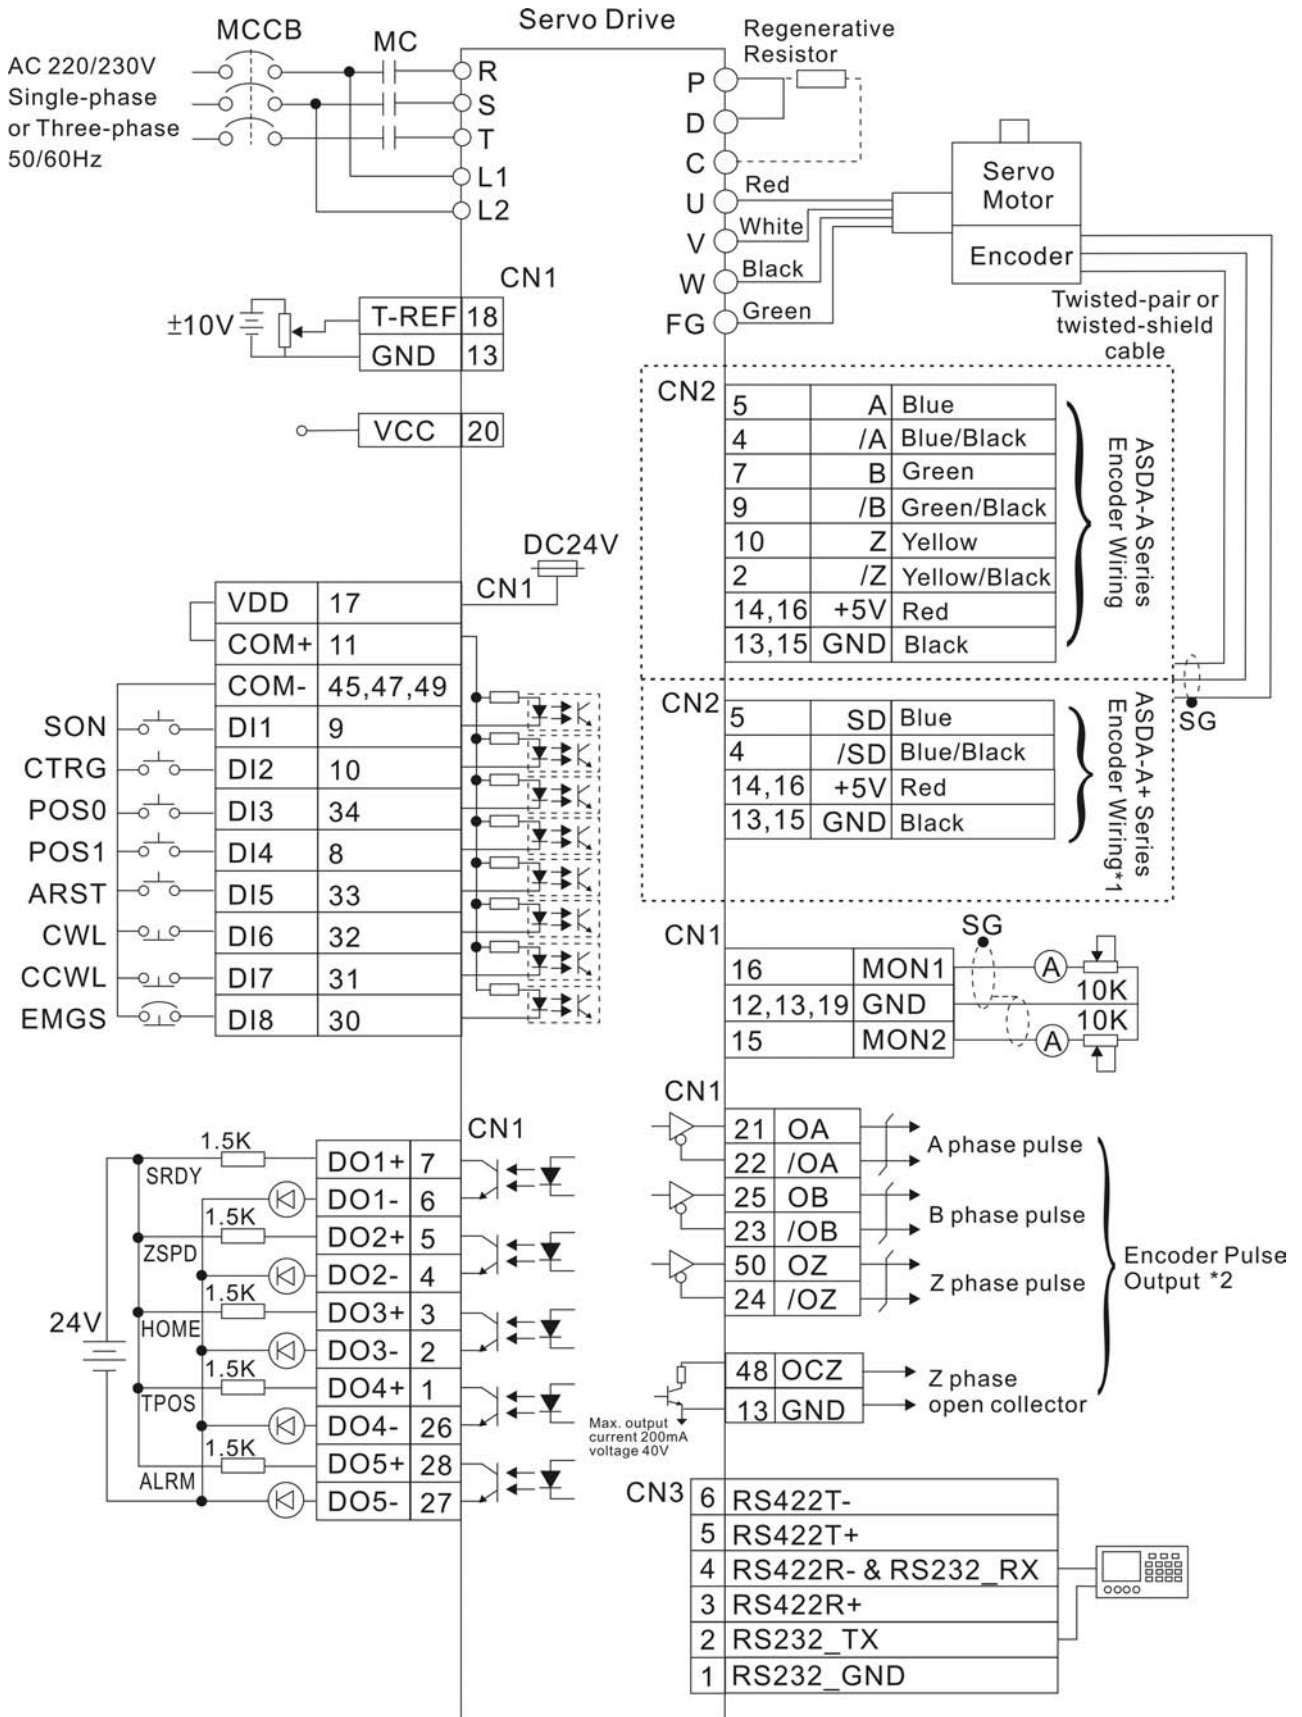 Servo Drive
MCCB
MC
AC 220/230V
Single-phase
or Three-phase
50/60Hz
R
S
T
L1
L2
Regenerative
Resistor
P
D
C
U
V
W
FG
Red
White
Black
Green
Servo
Motor
Encoder
Twisted-pair or
twisted-shield
cable
CN1
±10V
T-REF 18
GND 13
VCC 20
CN2
5 A Blue
4 /A Blue/Black
7 B Green
9 /B Green/Black
10 Z Yellow
2 /Z Yellow/Black
14,16 +5V Red
13,15 GND Black
ASDA-A Series
Encoder Wiring
CN2
5 SD Blue
4 /SD Blue/Black
14,16 +5V Red
13,15 GND Black
ASDA-A+ Series
Encoder Wiring*1
SG
DC24V
CN1
VDD 17
COM+ 11
COM- 45,47,49
SON DI1 9
CTRG DI2 10
POS0 DI3 34
POS1 DI4 8
ARST DI5 33
CWL DI6 32
CCWL DI7 31
EMGS DI8 30
CN1
SG
16 MON1
12,13,19 GND
15 MON2
A
10K
10K
A
CN1
21 OA
22 /OA
A phase pulse
25 OB
23 /OB
B phase pulse
50 OZ
24 /OZ
Z phase pulse
48 OCZ
13 GND
Z phase
open collector
Encoder Pulse
Output *2
Max. output
current 200mA
voltage 40V
CN1
24V
1.5K
SRDY
DO1+ 7
DO1- 6
1.5K
ZSPD
DO2+ 5
DO2- 4
1.5K
HOME
DO3+ 3
DO3- 2
1.5K
TPOS
DO4+ 1
DO4- 26
1.5K
ALRM
DO5+ 28
DO5- 27
CN3
6 RS422T-
5 RS422T+
4 RS422R- & RS232_RX
3 RS422R+
2 RS232_TX
1 RS232_GND